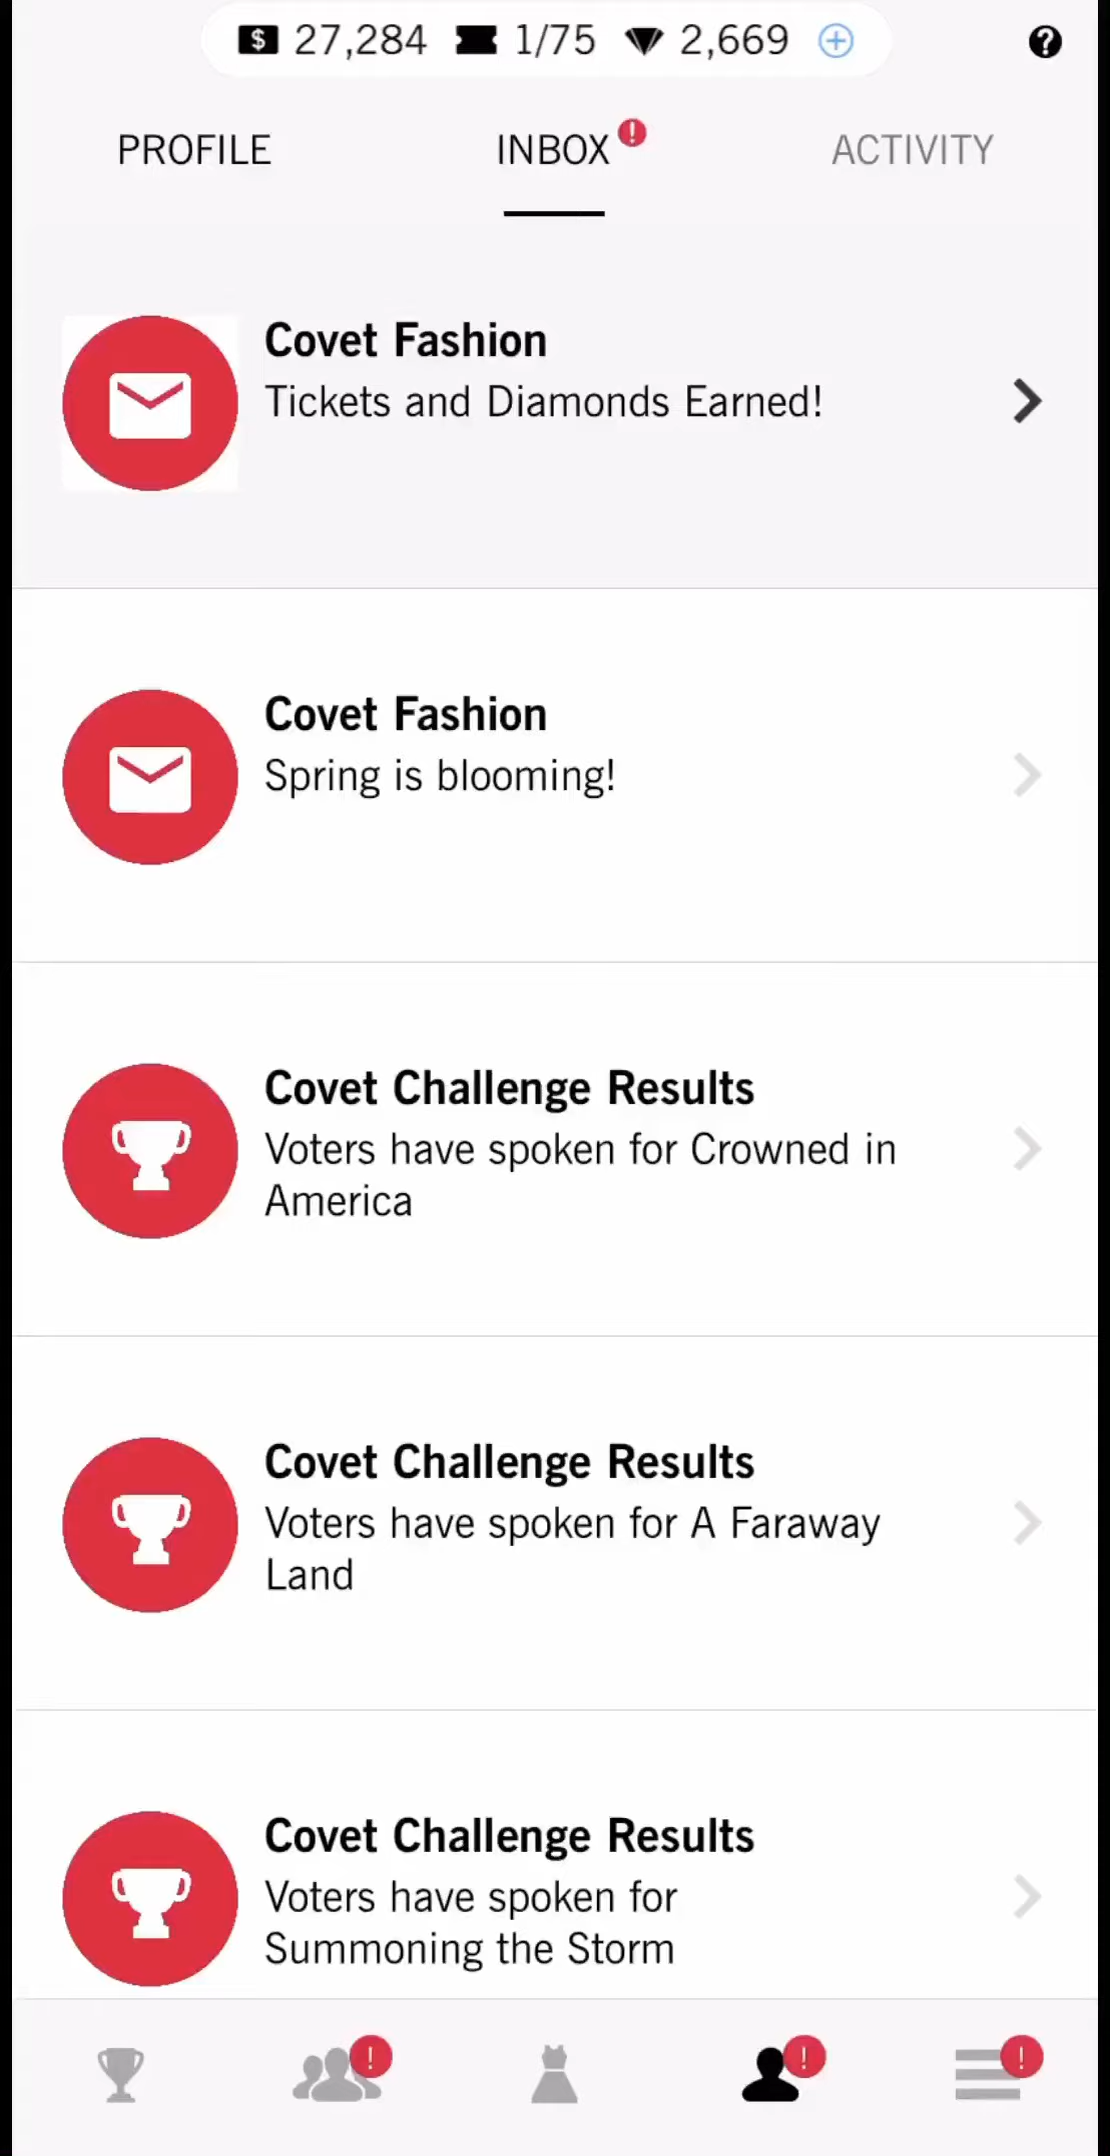 $ 27,284 1/75 2,669 + ?
PROFILE INBOX ! ACTIVITY
Covet Fashion
Tickets and Diamonds Earned!
Covet Fashion
Spring is blooming!
Covet Challenge Results
Voters have spoken for Crowned in
America
Covet Challenge Results
Voters have spoken for A Faraway
Land
Covet Challenge Results
Voters have spoken for
Summoning the Storm
! ! !